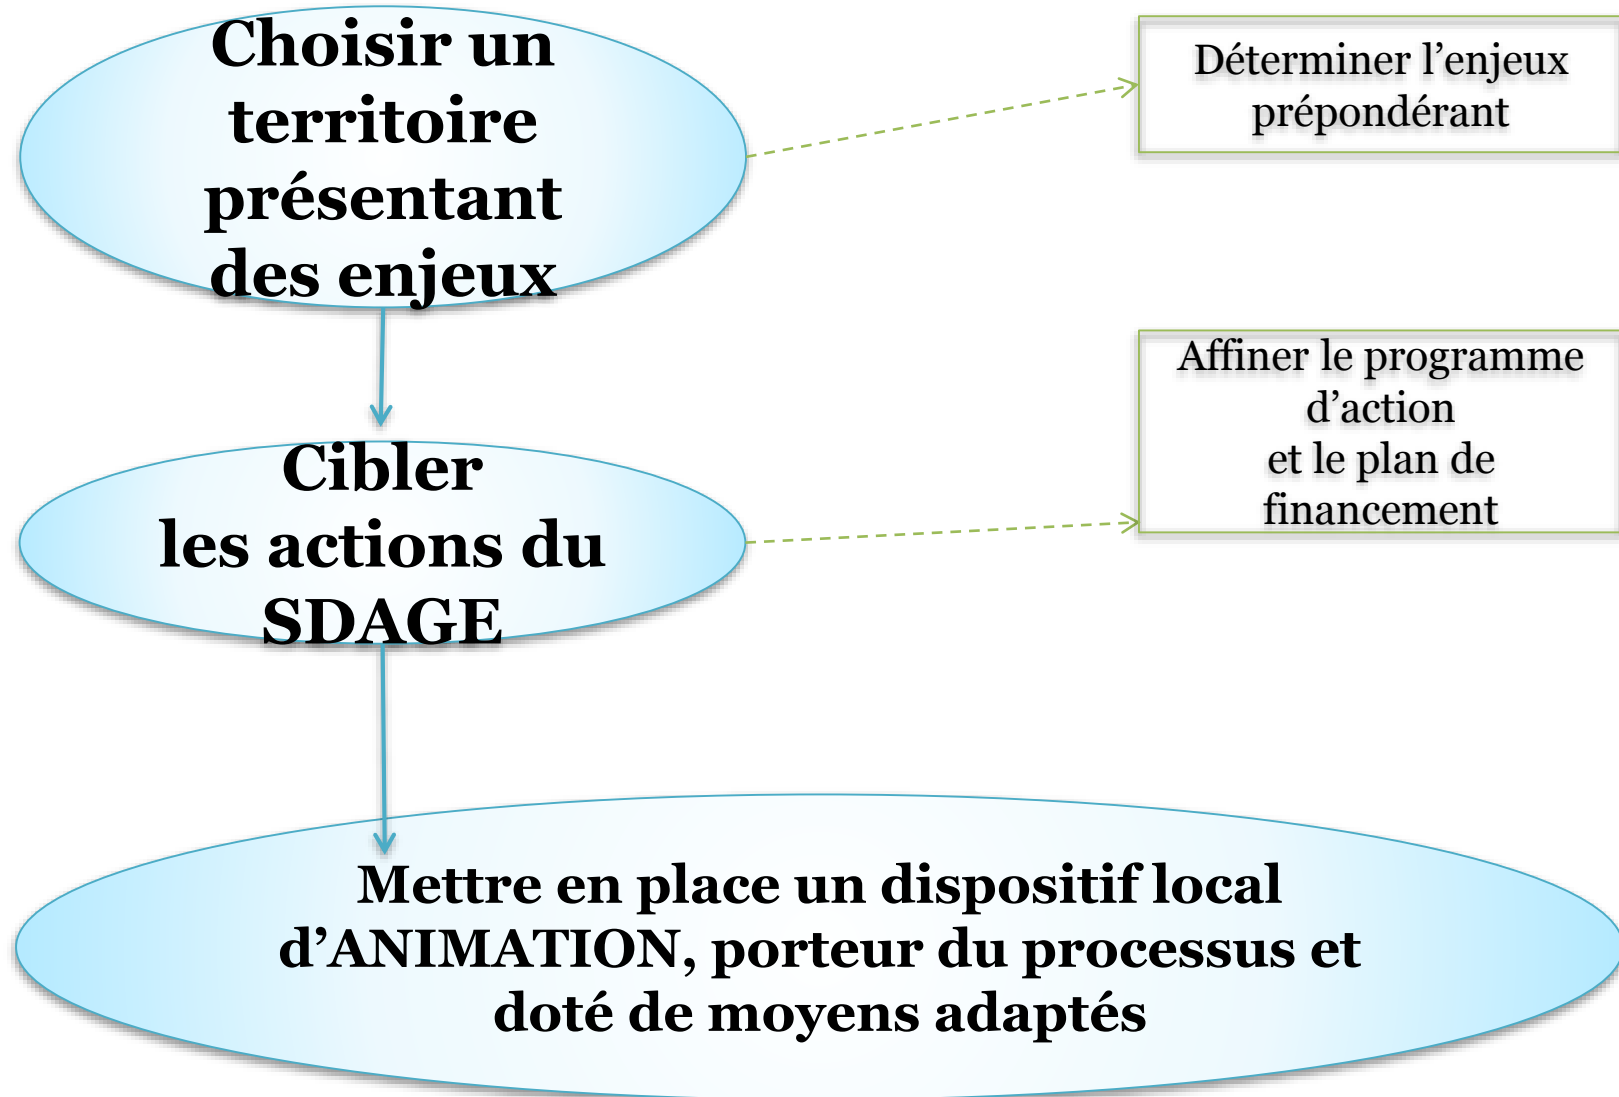 Choisir un
territoire
présentant
des enjeux
Déterminer l’enjeux
prépondérant
Cibler
les actions du
SDAGE
Affiner le programme
d’action
et le plan de
financement
Mettre en place un dispositif local
d’ANIMATION, porteur du processus et
doté de moyens adaptés